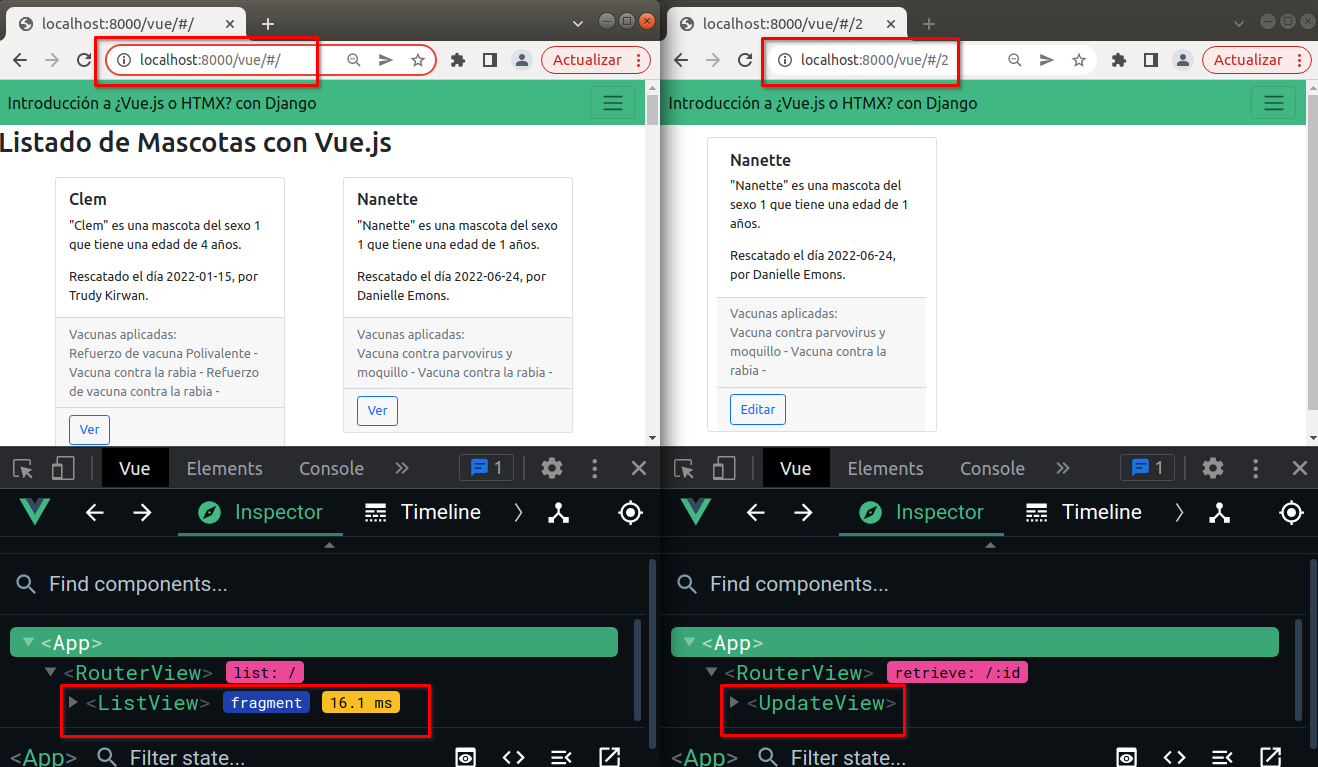 localhost:8000/vue/#/
localhost:8000/vue/#/
Actualizar
Introducción a ¿Vue.js o HTMX? con Django
Listado de Mascotas con Vue.js
Clem
"Clem" es una mascota del sexo 1
que tiene una edad de 4 años.
Rescatado el día 2022-01-15, por
Trudy Kirwan.
Vacunas aplicadas:
Refuerzo de vacuna Polivalente -
Vacuna contra la rabia - Refuerzo
de vacuna contra la rabia -
Ver
Nanette
"Nanette" es una mascota del sexo
1 que tiene una edad de 1 años.
Rescatado el día 2022-06-24, por
Danielle Emons.
Vacunas aplicadas:
Vacuna contra parvovirus y
moquillo - Vacuna contra la rabia -
Ver
Vue Elements Console 1
Inspector Timeline
Find components...
<App>
<RouterView> list: /
<ListView> fragment 16.1 ms
<App> Filter state...
localhost:8000/vue/#/2
localhost:8000/vue/#/2
Actualizar
Introducción a ¿Vue.js o HTMX? con Django
Nanette
"Nanette" es una mascota del
sexo 1 que tiene una edad de 1
años.
Rescatado el día 2022-06-24,
por Danielle Emons.
Vacunas aplicadas:
Vacuna contra parvovirus y
moquillo - Vacuna contra la
rabia -
Editar
Vue Elements Console 1
Inspector Timeline
Find components...
<App>
<RouterView> retrieve: /:id
<UpdateView>
<App> Filter state...